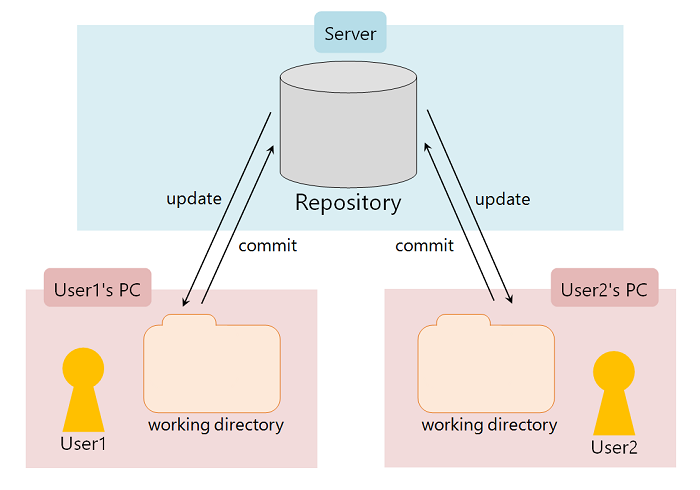 Server
Repository
update
update
commit
commit
User1's PC
User2's PC
working directory
working directory
User1
User2